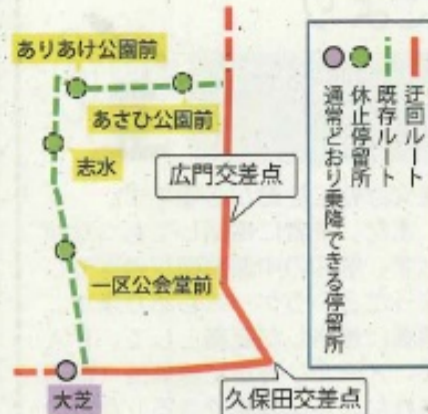 ありあけ公園前
あさひ公園前
志水
広門交差点
一区公会堂前
大芝
久保田交差点
迂回ルート
既存ルート
休止停留所
通常どおり乗降できる停留所